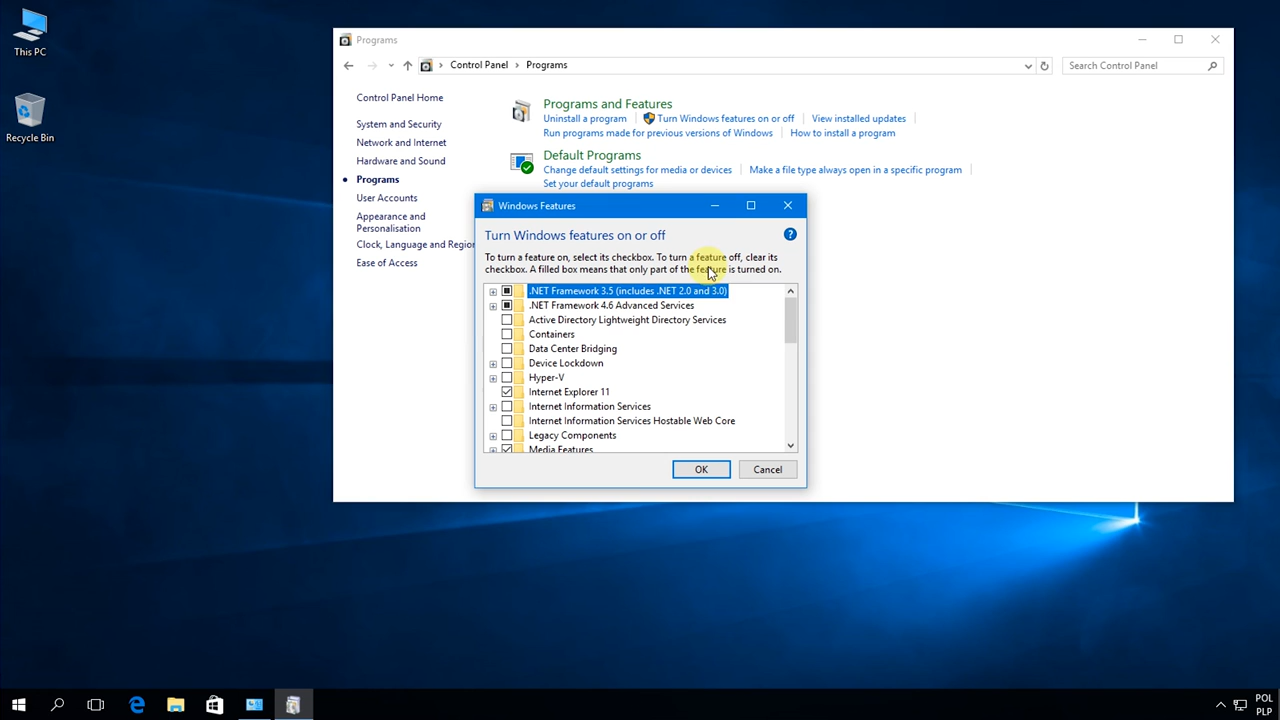 This PC
Recycle Bin
Programs
Control Panel > Programs
Search Control Panel
Control Panel Home
System and Security
Network and Internet
Hardware and Sound
Programs
User Accounts
Appearance and
Personalisation
Clock, Language and Region
Ease of Access
Programs and Features
Uninstall a program
Turn Windows features on or off
View installed updates
Run programs made for previous versions of Windows
How to install a program
Default Programs
Change default settings for media or devices
Make a file type always open in a specific program
Set your default programs
Windows Features
Turn Windows features on or off
To turn a feature on, select its checkbox. To turn a feature off, clear its
checkbox. A filled box means that only part of the feature is turned on.
.NET Framework 3.5 (includes .NET 2.0 and 3.0)
.NET Framework 4.6 Advanced Services
Active Directory Lightweight Directory Services
Containers
Data Center Bridging
Device Lockdown
Hyper-V
Internet Explorer 11
Internet Information Services
Internet Information Services Hostable Web Core
Legacy Components
Media Features
OK
Cancel
POL
PLP